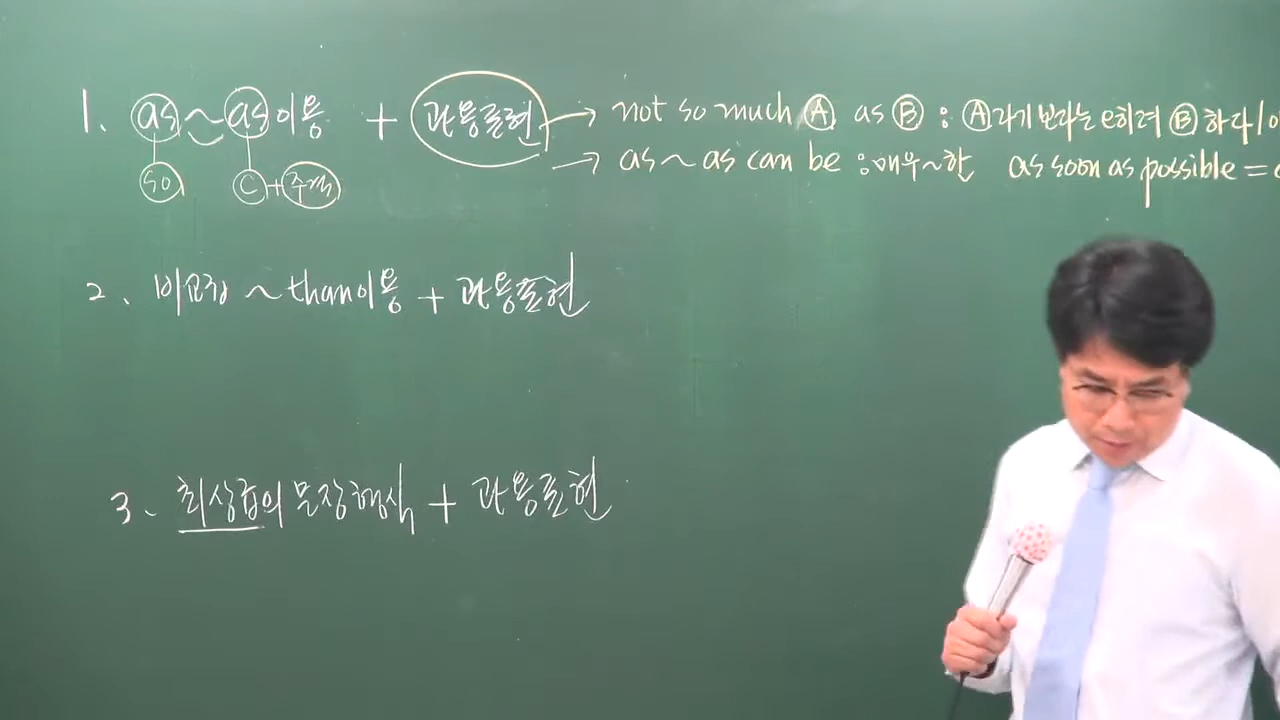 1. as ~ as 이용 + 관용표현 → not so much Ⓐ as Ⓑ : Ⓐ라기보다는 오히려 Ⓑ하다/
so C + 주격 → as ~ as can be : 매우 ~한 as soon as possible =
2. 비교급 ~ than 이용 + 관용표현
3. 최상급의 문장형식 + 관용표현